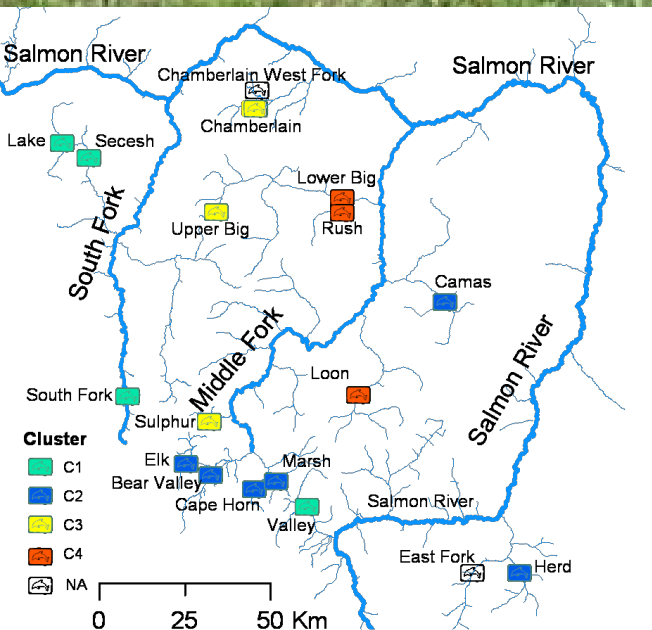 Salmon River
Salmon River
Chamberlain West Fork
Chamberlain
Lake
Secesh
Lower Big
South Fork
Upper Big
Rush
Camas
Middle Fork
Salmon River
Loon
South Fork
Sulphur
Cluster
C1
C2
C3
C4
NA
Elk
Bear Valley
Marsh
Cape Horn
Valley
Salmon River
East Fork
Herd
0 25 50 Km